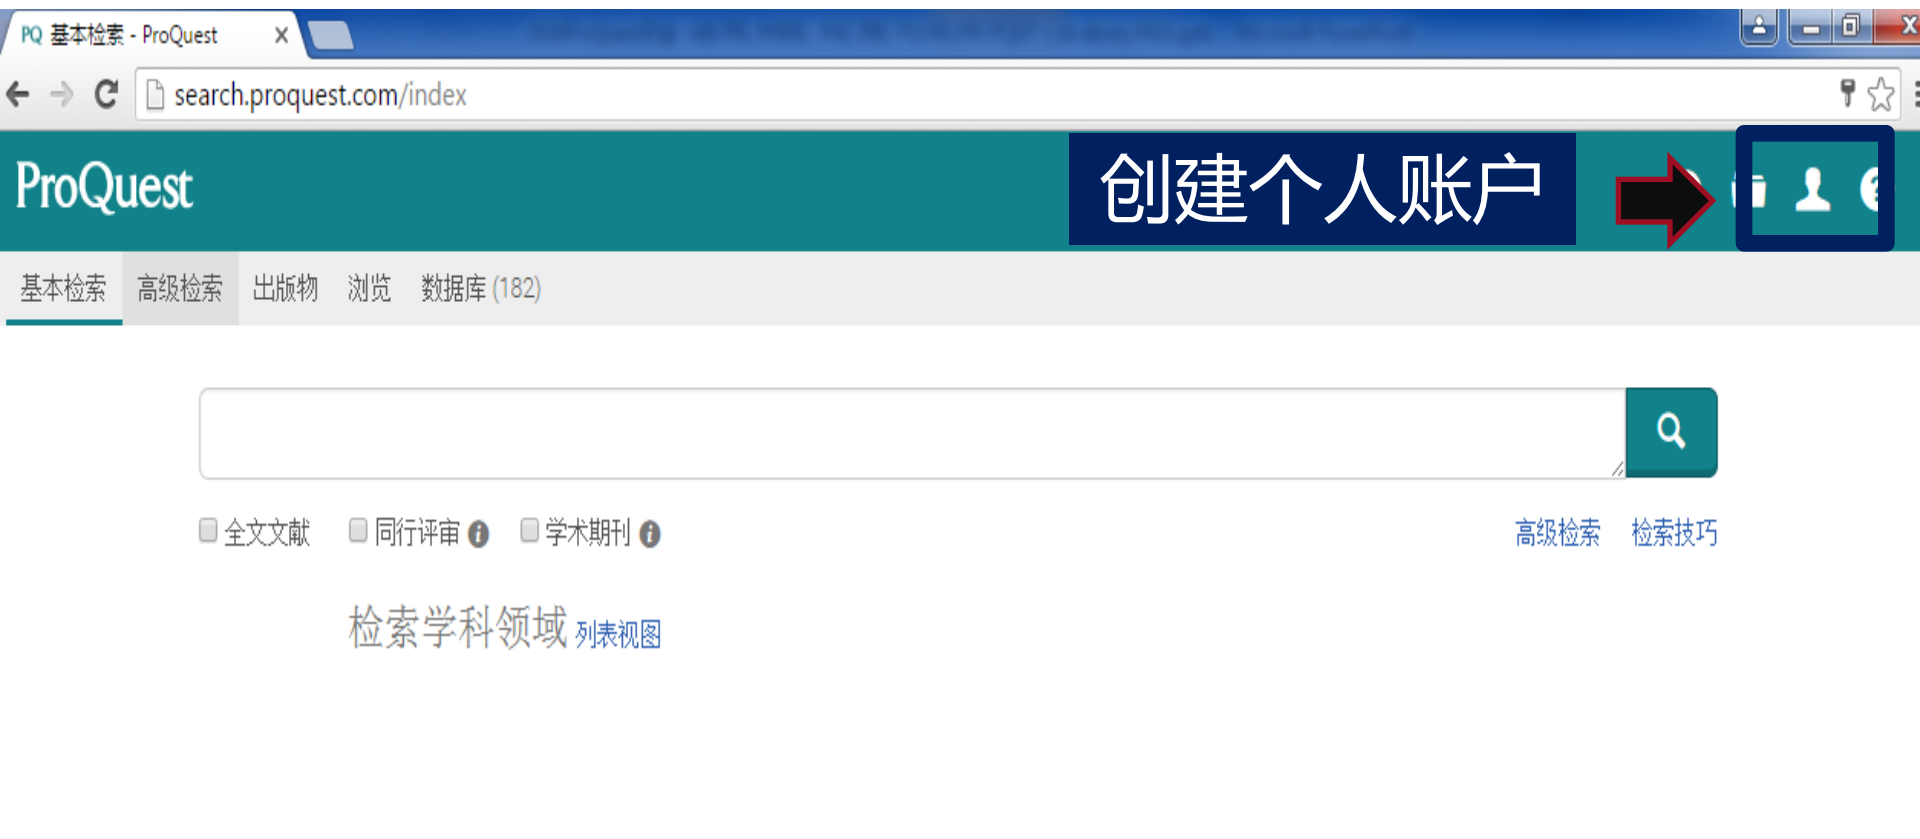 PQ 基本检索 - ProQuest
search.proquest.com/index
ProQuest
创建个人账户
基本检索 高级检索 出版物 浏览 数据库 (182)
全文文献 同行评审 学术期刊
高级检索 检索技巧
检索学科领域 列表视图